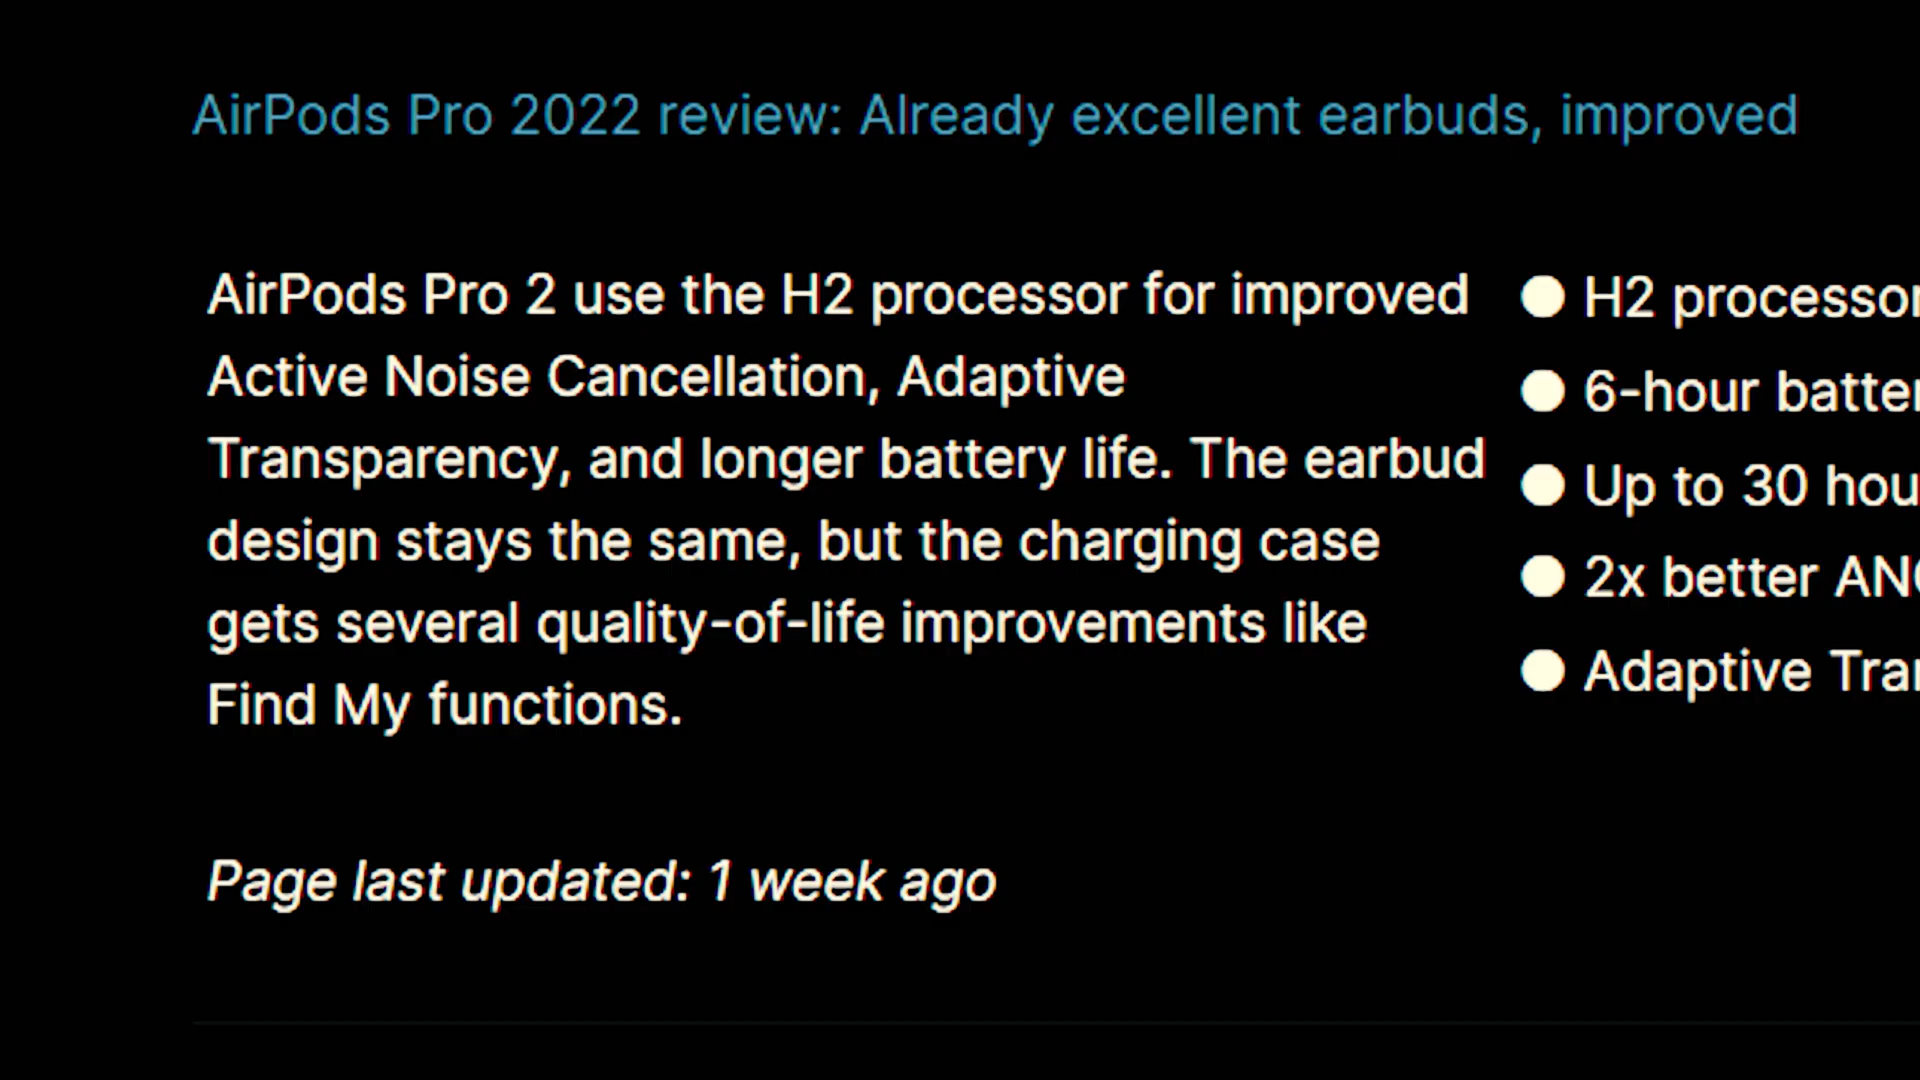 AirPods Pro 2022 review: Already excellent earbuds, improved
AirPods Pro 2 use the H2 processor for improved
Active Noise Cancellation, Adaptive
Transparency, and longer battery life. The earbud
design stays the same, but the charging case
gets several quality-of-life improvements like
Find My functions.
Page last updated: 1 week ago
● H2 processor
● 6-hour
● Up to 30
● 2x better
● Adaptive